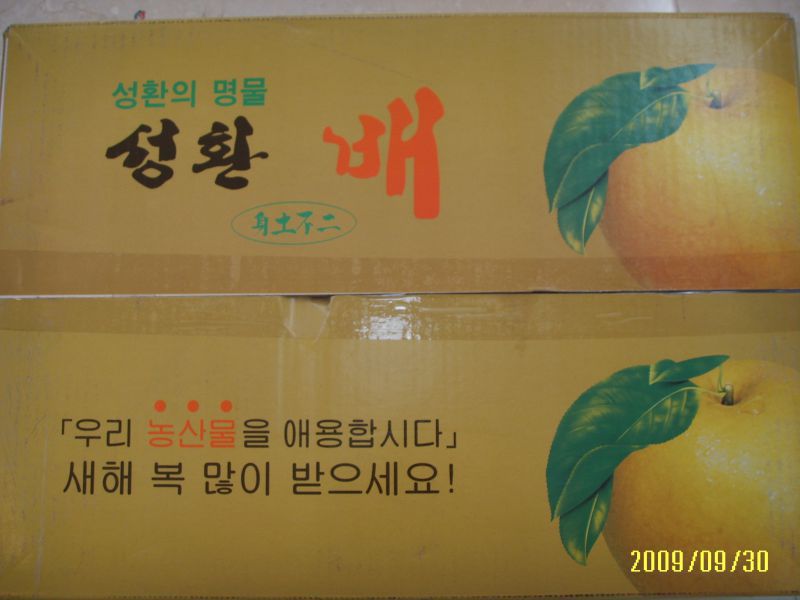 성환의 명물
성환 배
身土不二
「우리 농산물을 애용합시다」
새해 복 많이 받으세요!
2009/09/30